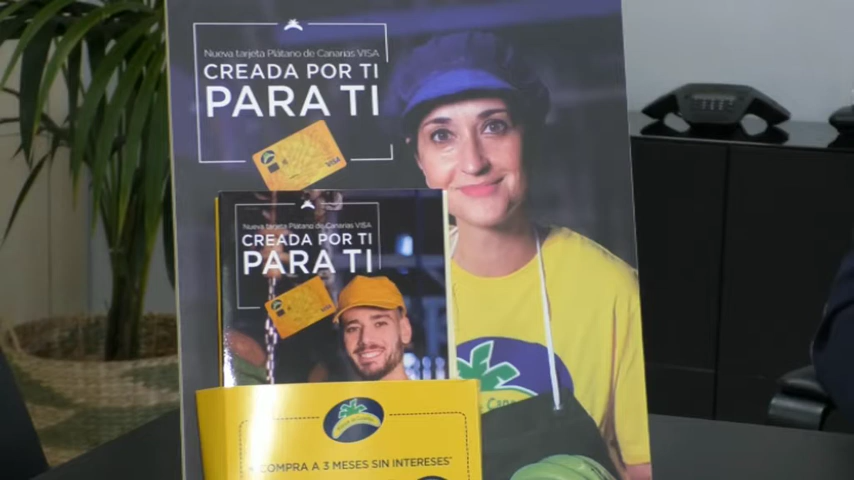 Nueva tarjeta Plátano de Canarias VISA
CREADA POR TI
PARA TI
VISA
Nueva tarjeta Plátano de Canarias VISA
CREADA POR TI
PARA TI
COMPRA A 3 MESES SIN INTERESES